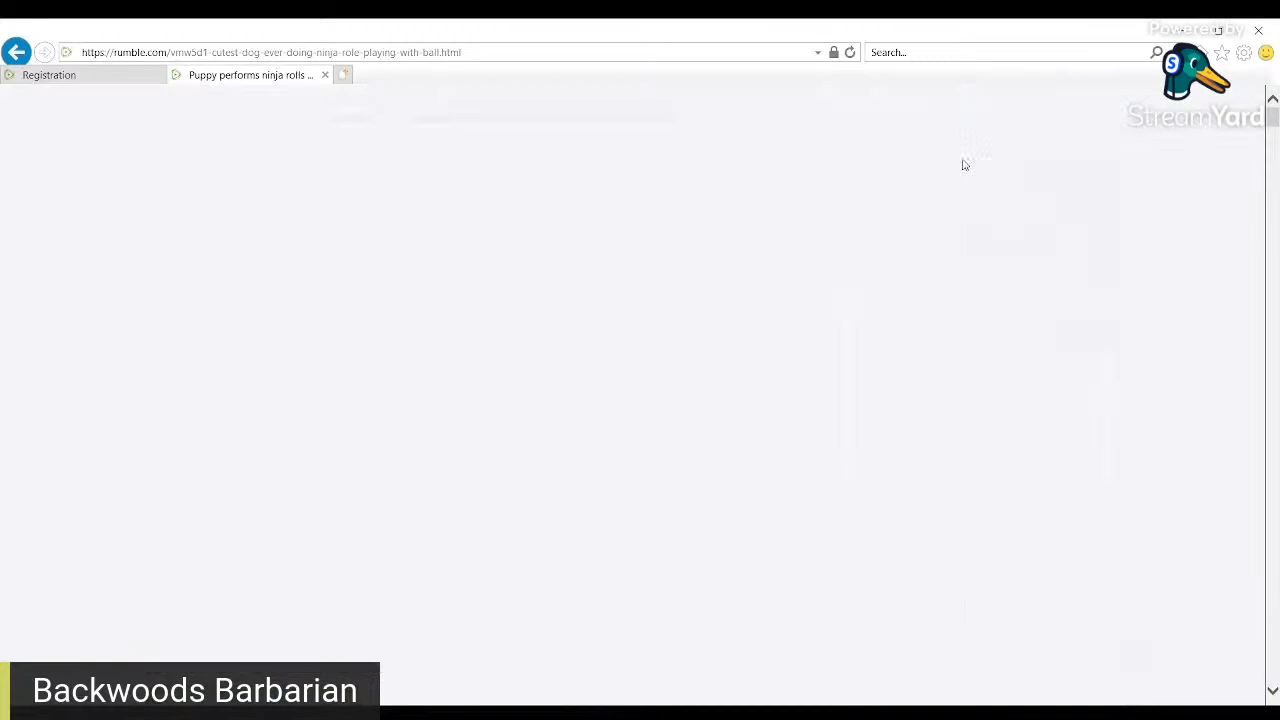 Powered by
https://rumble.com/vmw5d1-cutest-dog-ever-doing-ninja-role-playing-with-ball.html
Search...
Registration
Puppy performs ninja rolls ...
S
StreamYard
Backwoods Barbarian